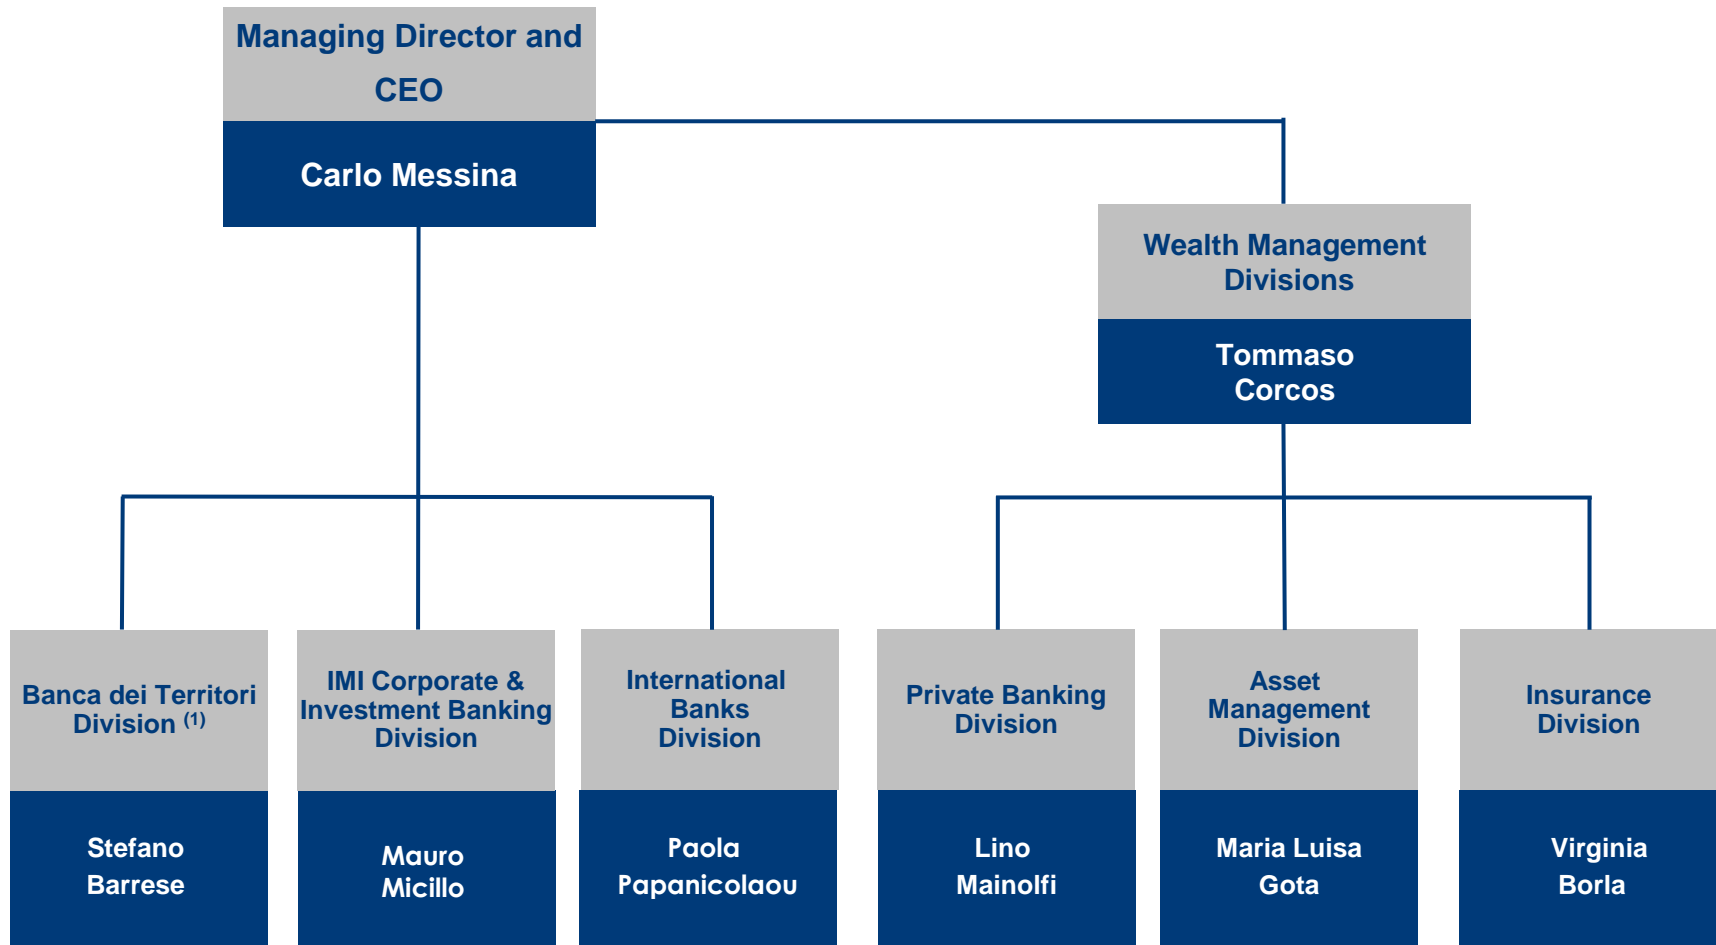 Managing Director and
CEO
Carlo Messina
Wealth Management
Divisions
Tommaso
Corcos
Banca dei Territori
Division (1)
Stefano
Barrese
IMI Corporate &
Investment Banking
Division
Mauro
Micillo
International
Banks
Division
Paola
Papanicolaou
Private Banking
Division
Lino
Mainolfi
Asset
Management
Division
Maria Luisa
Gota
Insurance
Division
Virginia
Borla